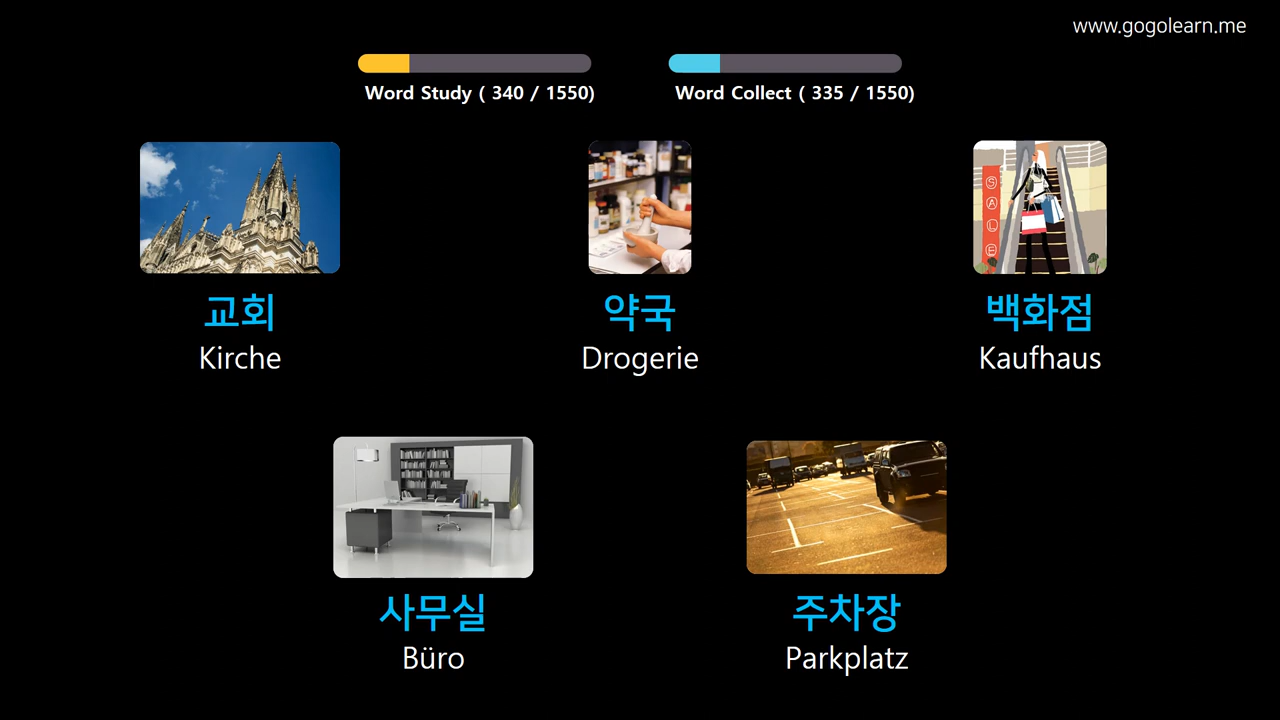 www.gogolearn.me
Word Study ( 340 / 1550)
Word Collect ( 335 / 1550)
SALE
교회
Kirche
약국
Drogerie
백화점
Kaufhaus
사무실
Büro
주차장
Parkplatz